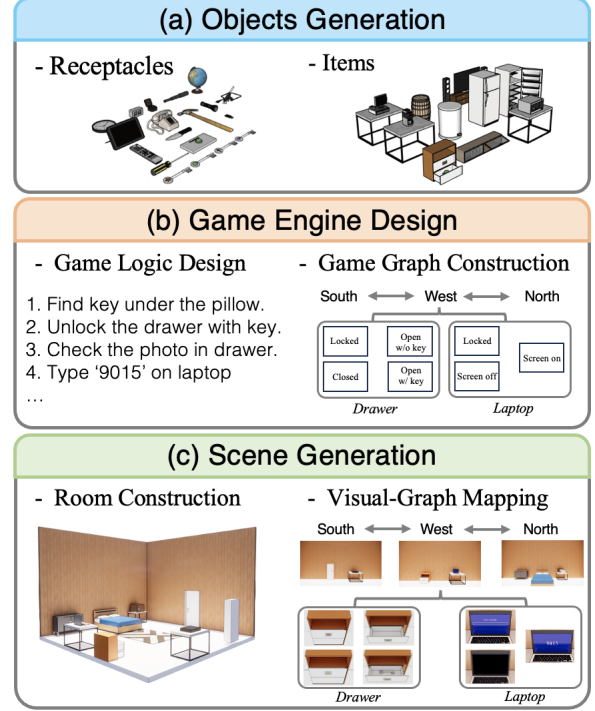 (a) Objects Generation
- Receptacles
- Items
(b) Game Engine Design
- Game Logic Design
1. Find key under the pillow.
2. Unlock the drawer with key.
3. Check the photo in drawer.
4. Type ‘9015’ on laptop
…
- Game Graph Construction
South West North
Locked
Open w/o key
Closed
Open w/ key
Drawer
Locked
Screen on
Screen off
Laptop
(c) Scene Generation
- Room Construction
- Visual-Graph Mapping
South West North
9015
Drawer
Laptop